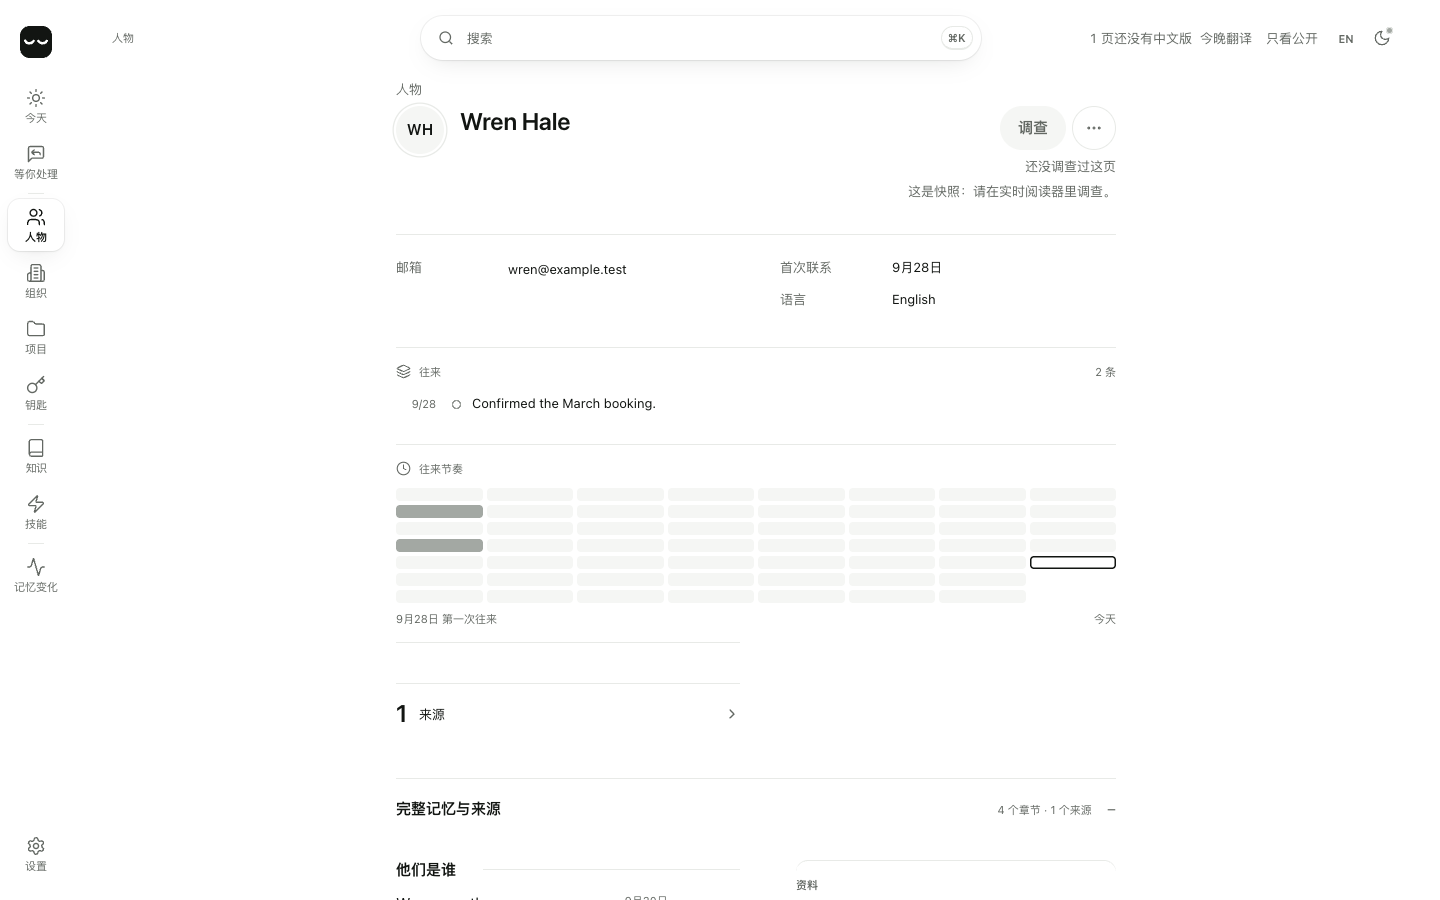 人物
搜索
⌘K
1 页还没有中文版 今晚翻译 只看公开 EN
今天
等你处理
人物
组织
项目
钥匙
知识
技能
记忆变化
设置
人物
WH
Wren Hale
调查
还没调查过这页
这是快照：请在实时阅读器里调查。
邮箱 wren@example.test
首次联系 9月28日
语言 English
往来 2 条
9/28 Confirmed the March booking.
往来节奏
9月28日 第一次往来 今天
1 来源
完整记忆与来源 4 个章节 · 1 个来源
他们是谁
资料